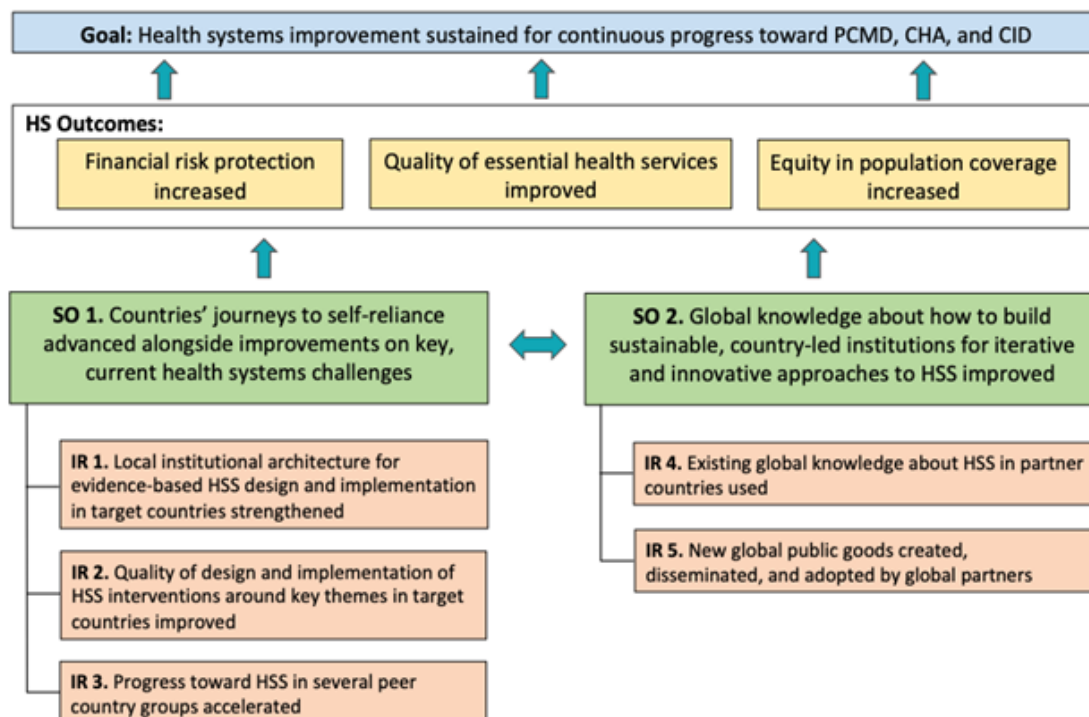 Goal: Health systems improvement sustained for continuous progress toward PCMD, CHA, and CID
HS Outcomes:
Financial risk protection
increased
Quality of essential health services
improved
Equity in population coverage
increased
SO 1. Countries’ journeys to self-reliance
advanced alongside improvements on key,
current health systems challenges
SO 2. Global knowledge about how to build
sustainable, country-led institutions for iterative
and innovative approaches to HSS improved
IR 1. Local institutional architecture for
evidence-based HSS design and implementation
in target countries strengthened
IR 2. Quality of design and implementation of
HSS interventions around key themes in target
countries improved
IR 3. Progress toward HSS in several peer
country groups accelerated
IR 4. Existing global knowledge about HSS in partner
countries used
IR 5. New global public goods created,
disseminated, and adopted by global partners